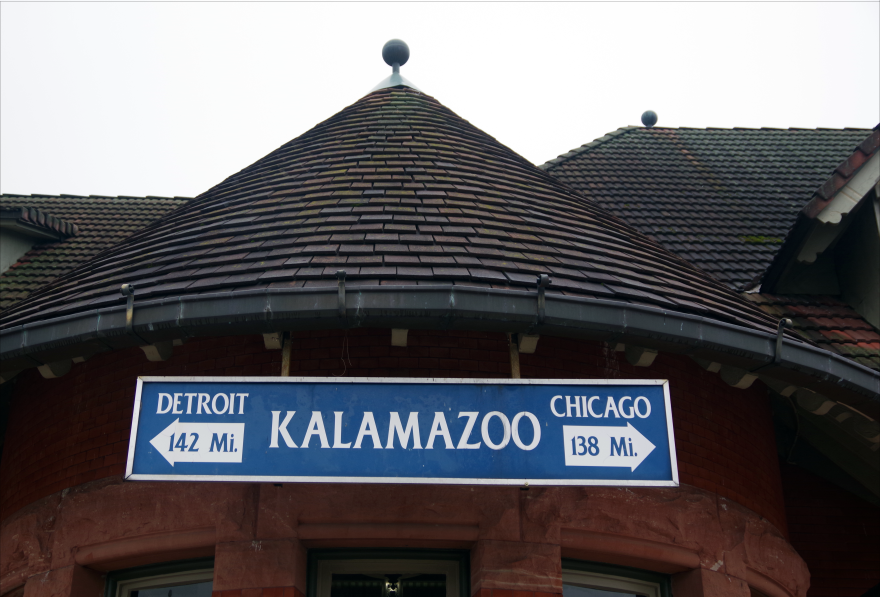 DETROIT
142 Mi.
KALAMAZOO
CHICAGO
138 Mi.